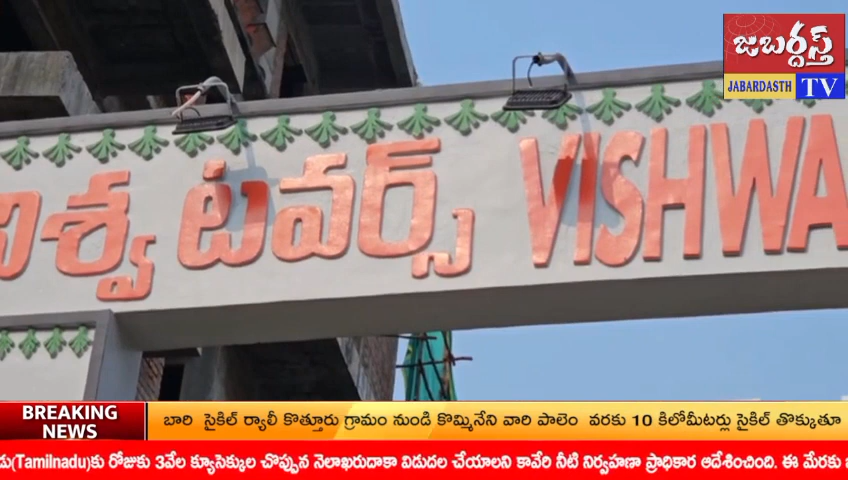 జబర్దస్త్
JABARDASTH TV
విశ్వ టవర్స్ VISHWA
BREAKING NEWS
బారి సైకిల్ ర్యాలీ కొత్తూరు గ్రామం నుండి కొమ్మినేని వారి పాలెం వరకు 10 కిలోమీటర్లు సైకిల్ తొక్కుతూ
డు(Tamilnadu)కు రోజుకు 3వేల క్యూసెక్కుల చొప్పున నెలాఖరుదాకా విడుదల చేయాలని కావేరి నీటి నిర్వహణా ప్రాధికార ఆదేశించింది. ఈ మేరకు